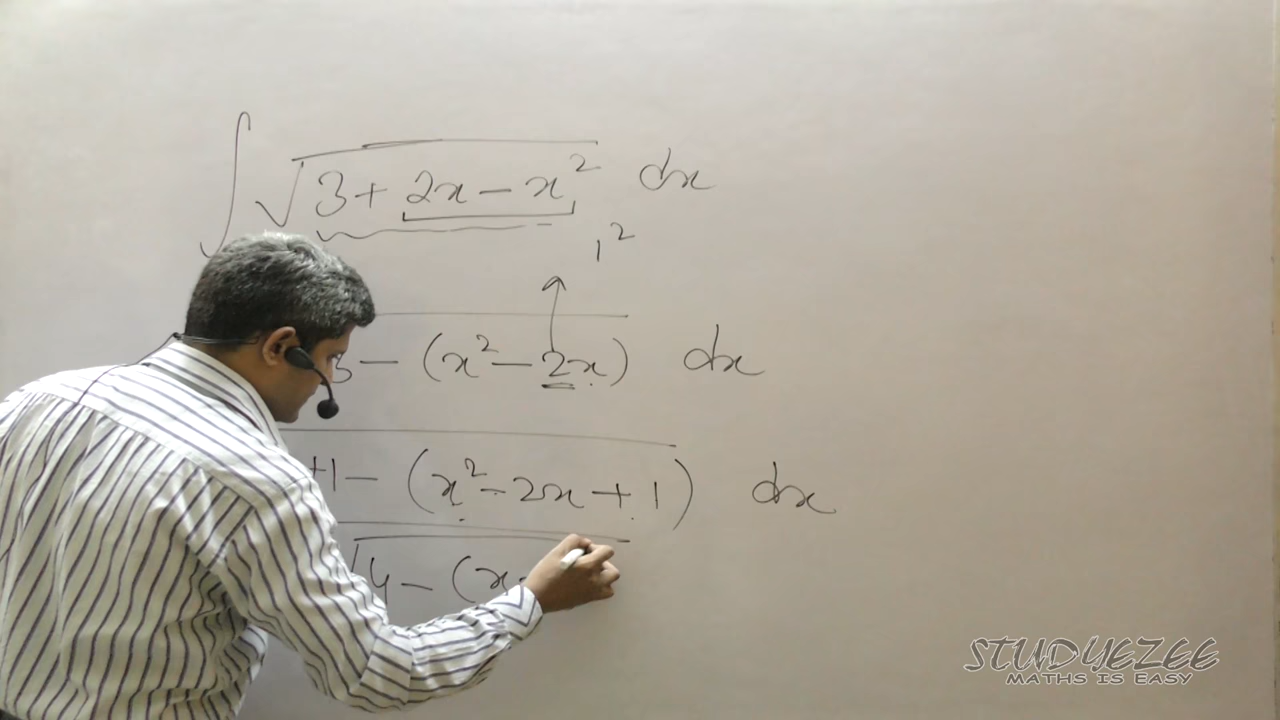 ∫ √3 + 2x − x² dx
1²
3 − (x² − 2x) dx
+1 − (x² − 2x + 1) dx
√4 − (x
STUDYEZEE
MATHS IS EASY